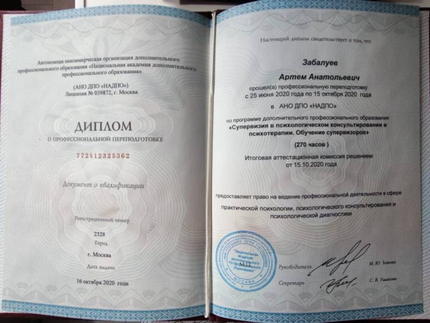 Автономная некоммерческая организация дополнительного
профессионального образования «Национальная академия дополнительного
профессионального образования»
(АНО ДПО «НАДПО»)
Лицензия № 039872, г. Москва
ДИПЛОМ
О ПРОФЕССИОНАЛЬНОЙ ПЕРЕПОДГОТОВКЕ
772412325362
Документ о квалификации
Регистрационный номер
2328
Город
г. Москва
Дата выдачи
16 октября 2020 года
Настоящий диплом свидетельствует о том, что
Забалуев
Артем Анатольевич
прошел(а) профессиональную переподготовку
с 25 июня 2020 года по 15 октября 2020 года
в АНО ДПО «НАДПО»
по программе дополнительного профессионального образования
«Супервизия в психологическом консультировании и
психотерапии. Обучение супервизоров»
(270 часов)
Итоговая аттестационная комиссия решением
от 15.10.2020
предоставляет право на ведение профессиональной деятельности в сфере
практической психологии, психологического консультирования и
психологической диагностики
М.П.
Руководитель
Секретарь